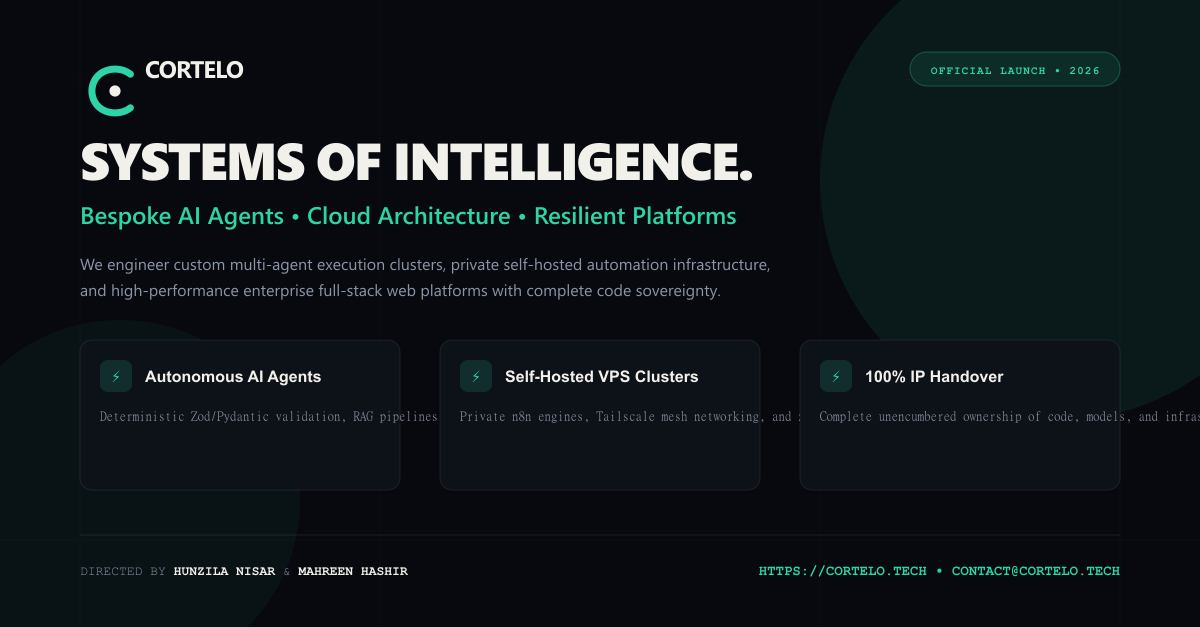 CORTELO
OFFICIAL LAUNCH • 2026
SYSTEMS OF INTELLIGENCE.
Bespoke AI Agents • Cloud Architecture • Resilient Platforms
We engineer custom multi-agent execution clusters, private self-hosted automation infrastructure,
and high-performance enterprise full-stack web platforms with complete code sovereignty.
⚡ Autonomous AI Agents
Deterministic Zod/Pydantic validation, RAG pipelines
⚡ Self-Hosted VPS Clusters
Private n8n engines, Tailscale mesh networking, and
⚡ 100% IP Handover
Complete unencumbered ownership of code, models, and
DIRECTED BY HUNZILA NISAR & MAHREEN HASHIR
HTTPS://CORTELO.TECH • CONTACT@CORTELO.TECH